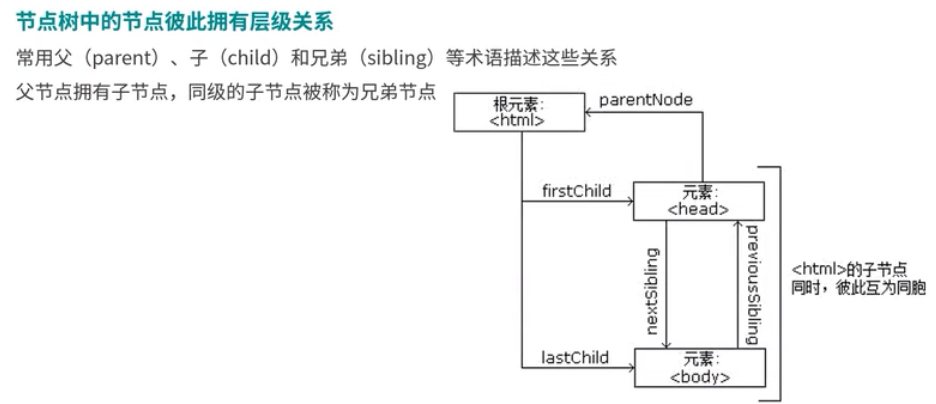 节点树中的节点彼此拥有层级关系
常用父（parent）、子（child）和兄弟（sibling）等术语描述这些关系
父节点拥有子节点，同级的子节点被称为兄弟节点
根元素：
<html>
parentNode
firstChild
元素：
<head>
nextSibling
previousSibling
<html>的子节点
同时，彼此互为同胞
lastChild
元素：
<body>